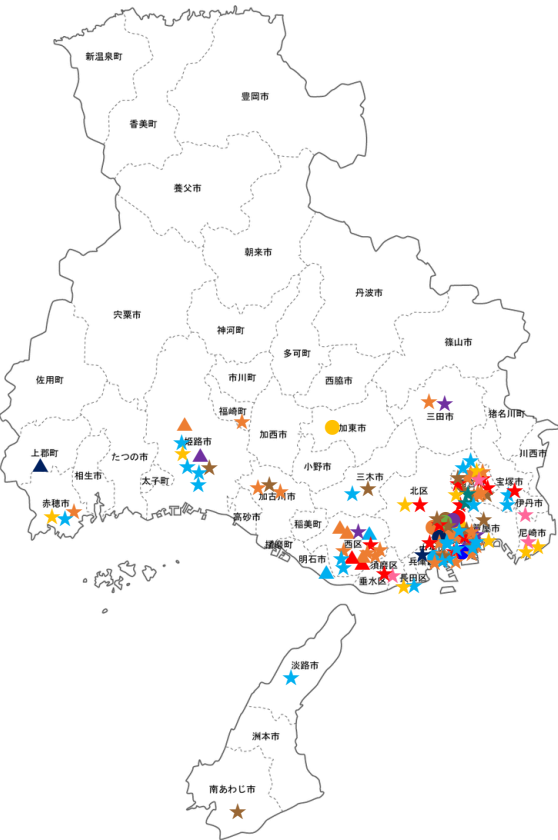 新温泉町
豊岡市
香美町
養父市
朝来市
丹波市
宍粟市
神河町
篠山市
多可町
佐用町
市川町
西脇市
福崎町
三田市
猪名川町
加西市
加東市
姫路市
上郡町
たつの市
川西市
相生市
太子町
小野市
三木市
北区
宝塚市
加古川市
赤穂市
伊丹市
高砂市
稲美町
芦屋市
尼崎市
播磨町
西区
明石市
須磨区
兵庫区
垂水区
長田区
淡路市
洲本市
南あわじ市